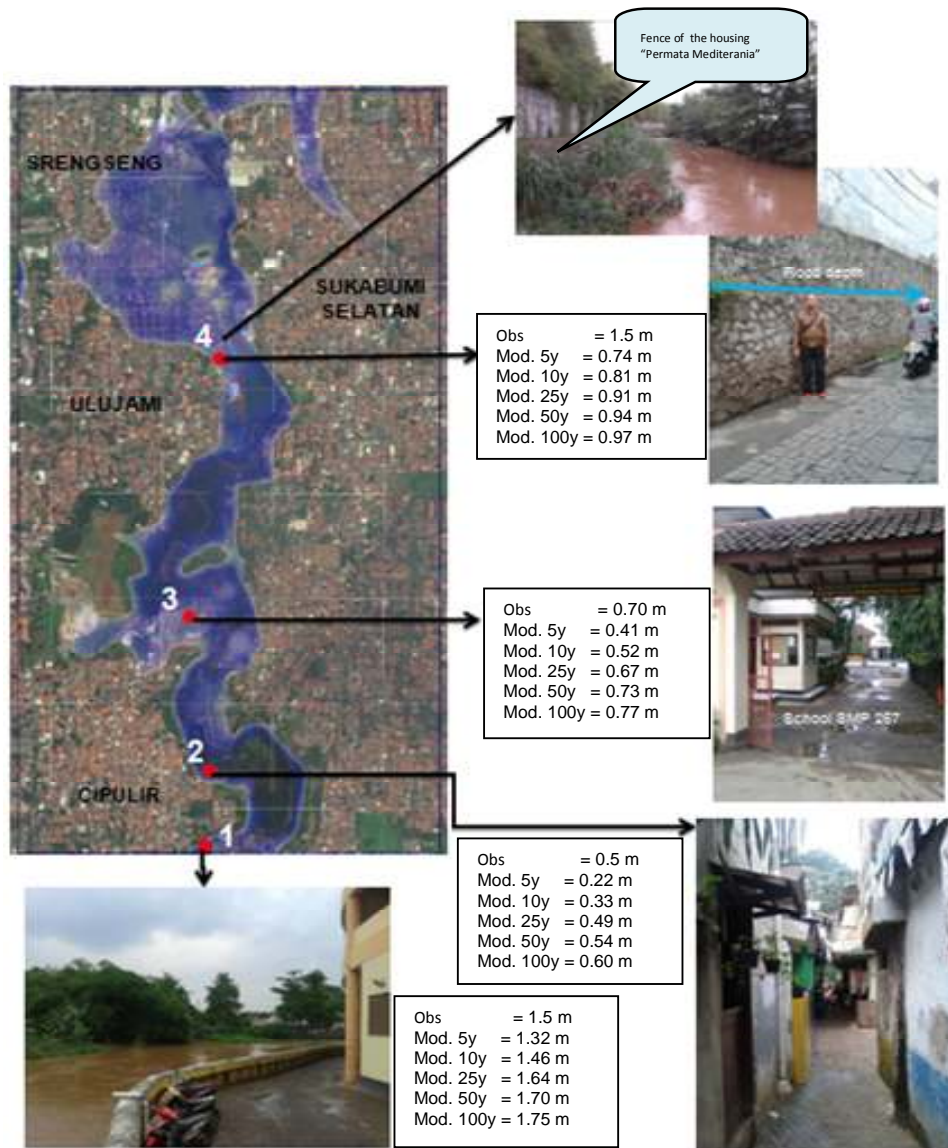 Fence of the housing
“Permata Mediterania”
SRENGSENG
SUKABUMI
SELATAN
4
Flood depth
Obs = 1.5 m
Mod. 5y = 0.74 m
Mod. 10y = 0.81 m
Mod. 25y = 0.91 m
Mod. 50y = 0.94 m
Mod. 100y = 0.97 m
ULUJAMI
3
Obs = 0.70 m
Mod. 5y = 0.41 m
Mod. 10y = 0.52 m
Mod. 25y = 0.67 m
Mod. 50y = 0.73 m
Mod. 100y = 0.77 m
School SMP 267
2
CIPULIR
1
Obs = 0.5 m
Mod. 5y = 0.22 m
Mod. 10y = 0.33 m
Mod. 25y = 0.49 m
Mod. 50y = 0.54 m
Mod. 100y = 0.60 m
Obs = 1.5 m
Mod. 5y = 1.32 m
Mod. 10y = 1.46 m
Mod. 25y = 1.64 m
Mod. 50y = 1.70 m
Mod. 100y = 1.75 m